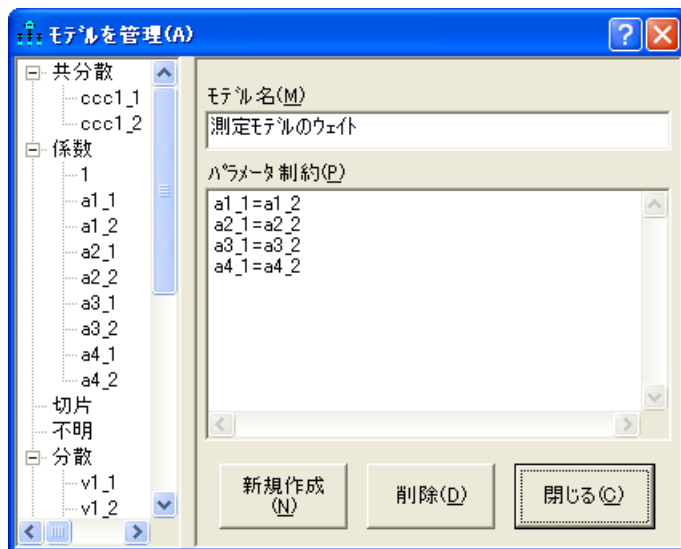 モデルを管理(A)
共分散
ccc1_1
ccc1_2
係数
1
a1_1
a1_2
a2_1
a2_2
a3_1
a3_2
a4_1
a4_2
切片
不明
分散
v1_1
v1_2
モデル名(M)
測定モデルのウェイト
パラメータ制約(P)
a1_1=a1_2
a2_1=a2_2
a3_1=a3_2
a4_1=a4_2
新規作成
(N)
削除(D)
閉じる(C)